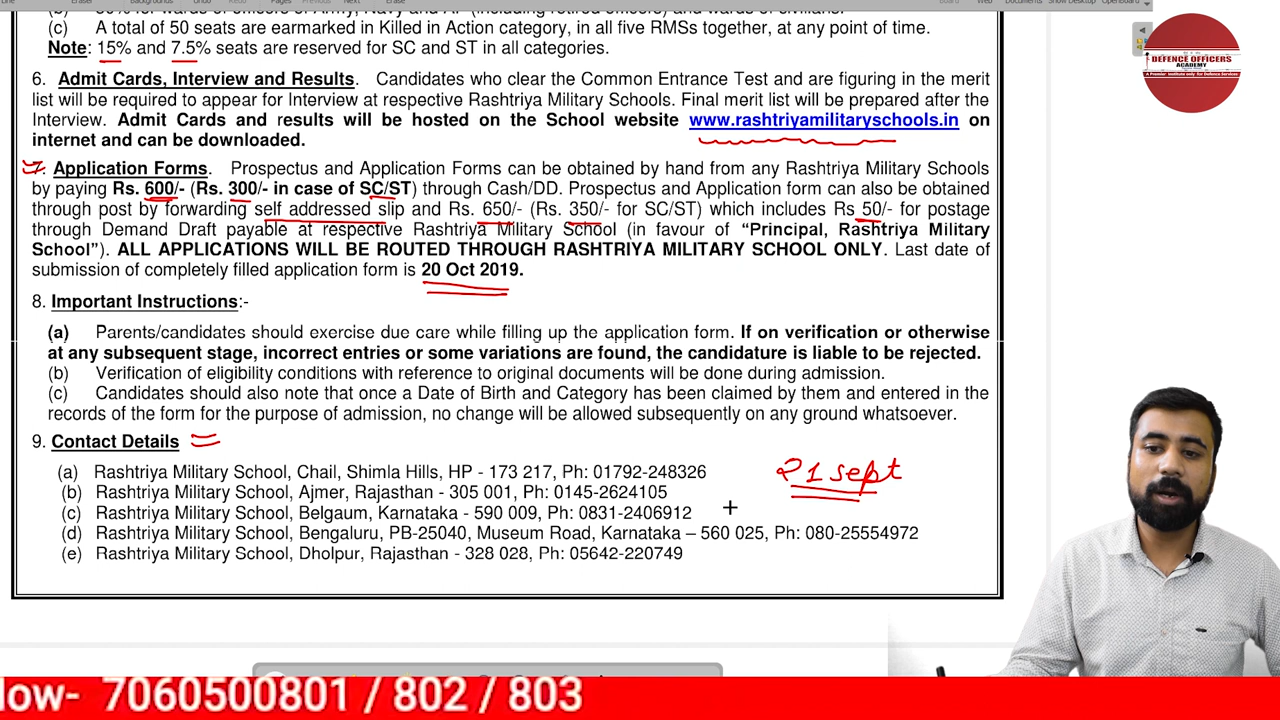 (c) A total of 50 seats are earmarked in Killed in Action category, in all five RMSs together, at any point of time.
Note: 15% and 7.5% seats are reserved for SC and ST in all categories.
6. Admit Cards, Interview and Results. Candidates who clear the Common Entrance Test and are figuring in the merit
list will be required to appear for Interview at respective Rashtriya Military Schools. Final merit list will be prepared after the
Interview. Admit Cards and results will be hosted on the School website www.rashtriyamilitaryschools.in on
internet and can be downloaded.
7. Application Forms. Prospectus and Application Forms can be obtained by hand from any Rashtriya Military Schools
by paying Rs. 600/- (Rs. 300/- in case of SC/ST) through Cash/DD. Prospectus and Application form can also be obtained
through post by forwarding self addressed slip and Rs. 650/- (Rs. 350/- for SC/ST) which includes Rs 50/- for postage
through Demand Draft payable at respective Rashtriya Military School (in favour of “Principal, Rashtriya Military
School”). ALL APPLICATIONS WILL BE ROUTED THROUGH RASHTRIYA MILITARY SCHOOL ONLY. Last date of
submission of completely filled application form is 20 Oct 2019.
8. Important Instructions:-
(a) Parents/candidates should exercise due care while filling up the application form. If on verification or otherwise
at any subsequent stage, incorrect entries or some variations are found, the candidature is liable to be rejected.
(b) Verification of eligibility conditions with reference to original documents will be done during admission.
(c) Candidates should also note that once a Date of Birth and Category has been claimed by them and entered in the
records of the form for the purpose of admission, no change will be allowed subsequently on any ground whatsoever.
9. Contact Details
(a) Rashtriya Military School, Chail, Shimla Hills, HP - 173 217, Ph: 01792-248326
(b) Rashtriya Military School, Ajmer, Rajasthan - 305 001, Ph: 0145-2624105
(c) Rashtriya Military School, Belgaum, Karnataka - 590 009, Ph: 0831-2406912
(d) Rashtriya Military School, Bengaluru, PB-25040, Museum Road, Karnataka – 560 025, Ph: 080-25554972
(e) Rashtriya Military School, Dholpur, Rajasthan - 328 028, Ph: 05642-220749
21 sept
DEFENCE OFFICERS
ACADEMY
A Premier Institute only for Defence Services
low- 7060500801 / 802 / 803